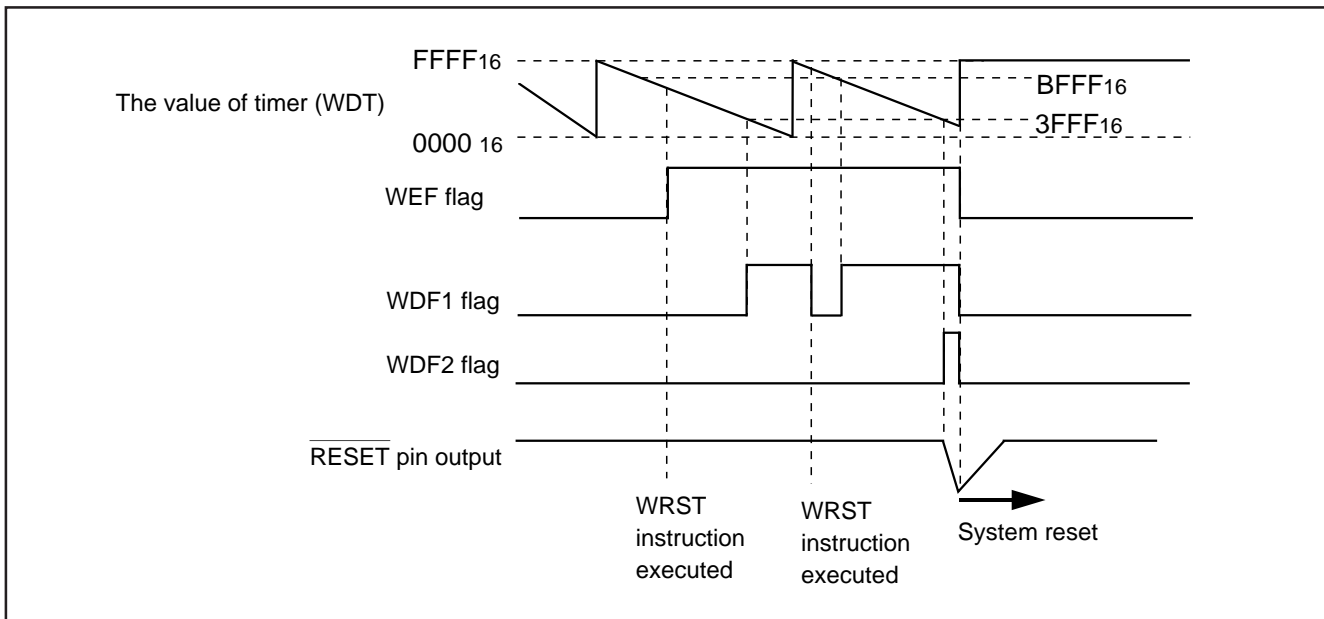 FFFF16
BFFF16
The value of timer (WDT)
3FFF16
0000 16
WEF flag
WDF1 flag
WDF2 flag
RESET pin output
WRST
instruction
executed
WRST
instruction
executed
System reset